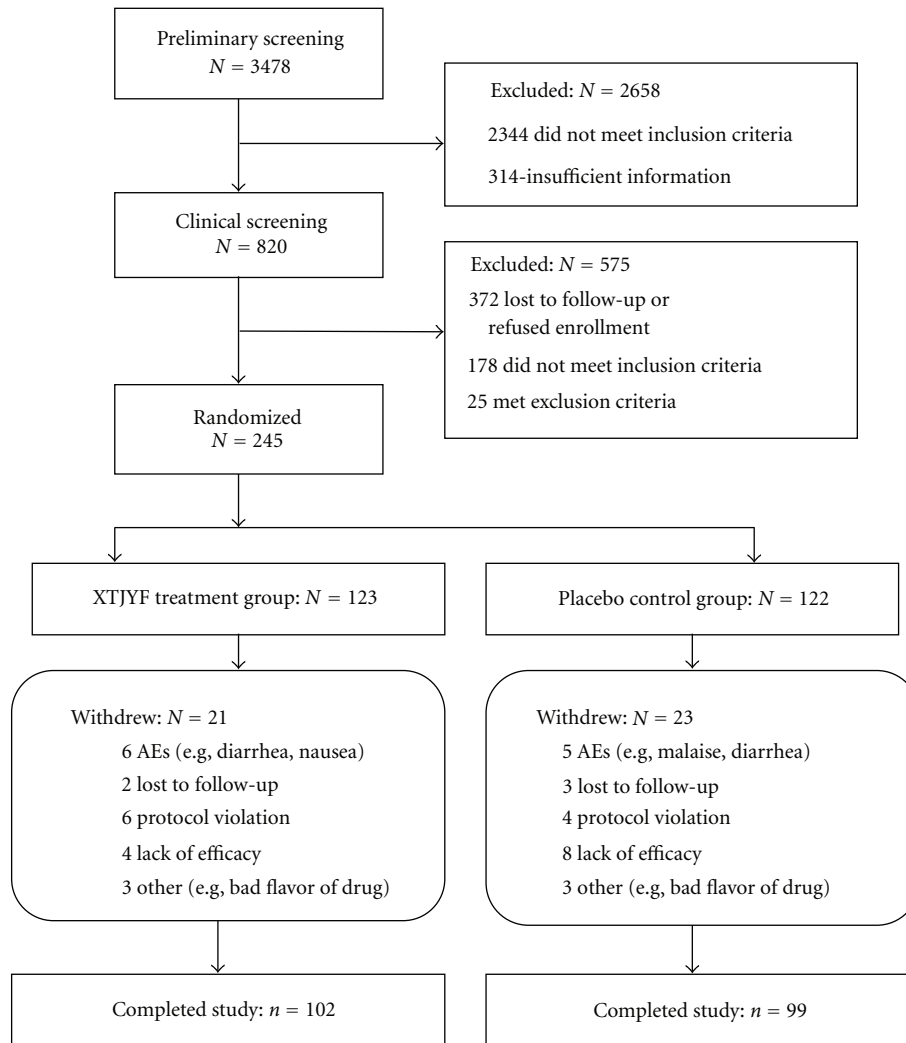 Preliminary screening
N = 3478
Excluded: N = 2658
2344 did not meet inclusion criteria
314-insufficient information
Clinical screening
N = 820
Excluded: N = 575
372 lost to follow-up or
refused enrollment
178 did not meet inclusion criteria
25 met exclusion criteria
Randomized
N = 245
XTJYF treatment group: N = 123
Placebo control group: N = 122
Withdrew: N = 21
6 AEs (e.g, diarrhea, nausea)
2 lost to follow-up
6 protocol violation
4 lack of efficacy
3 other (e.g, bad flavor of drug)
Withdrew: N = 23
5 AEs (e.g, malaise, diarrhea)
3 lost to follow-up
4 protocol violation
8 lack of efficacy
3 other (e.g, bad flavor of drug)
Completed study: n = 102
Completed study: n = 99